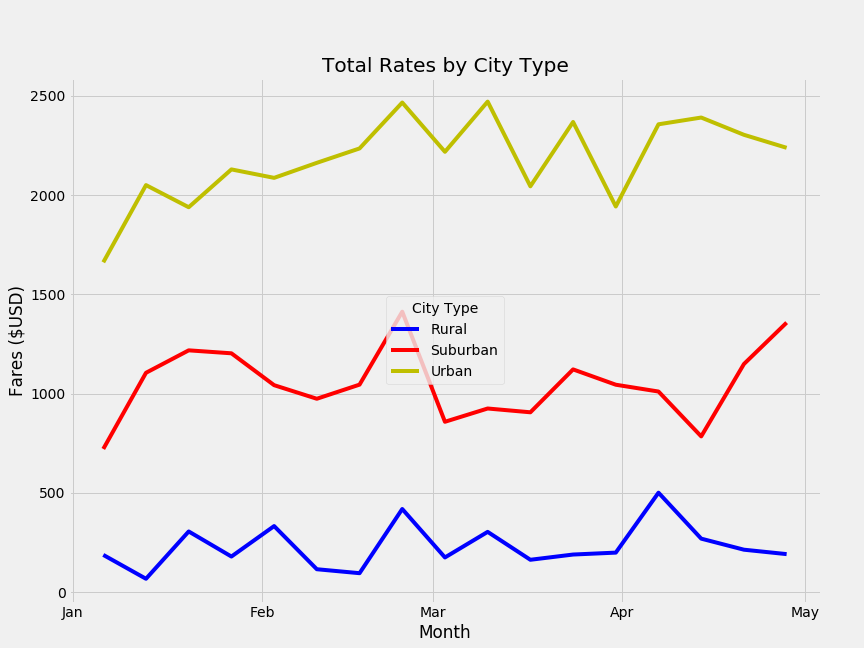 Total Rates by City Type
2500
2000
1500
1000
500
0
Fares ($USD)
City Type
Rural
Suburban
Urban
Jan Feb Mar Apr May
Month